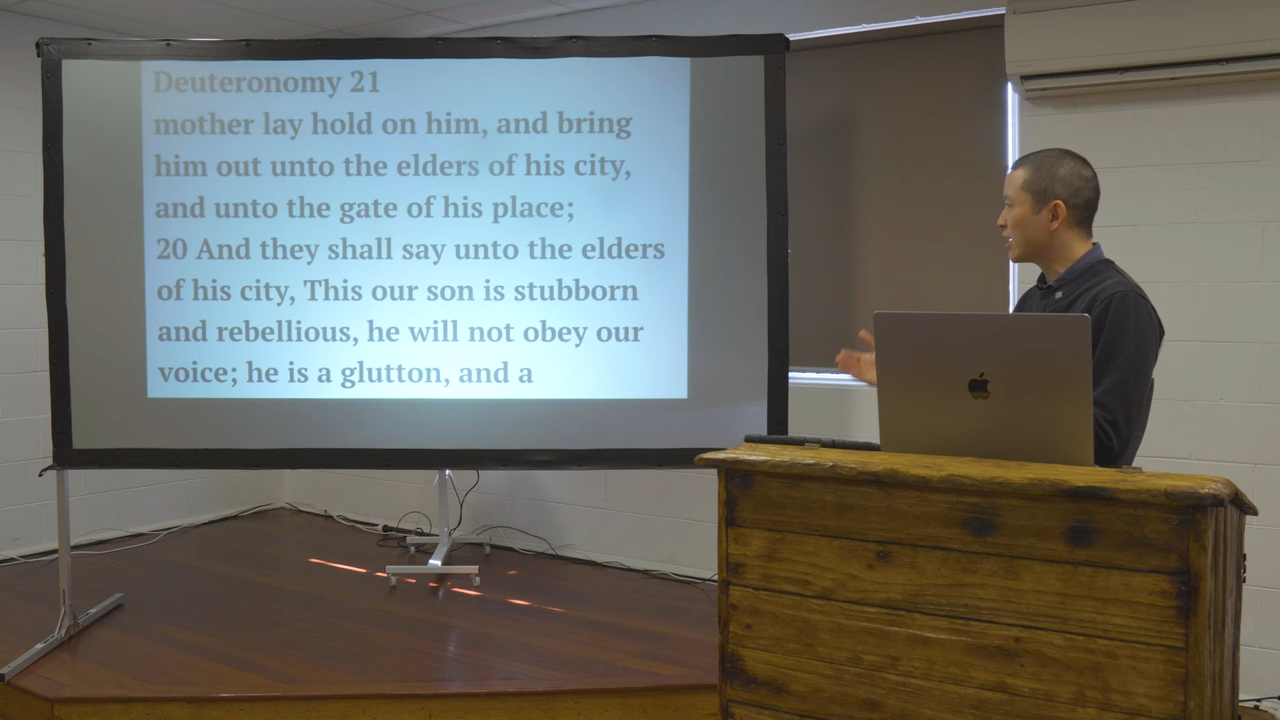 Deuteronomy 21
mother lay hold on him, and bring
him out unto the elders of his city,
and unto the gate of his place;
20 And they shall say unto the elders
of his city, This our son is stubborn
and rebellious, he will not obey our
voice; he is a glutton, and a